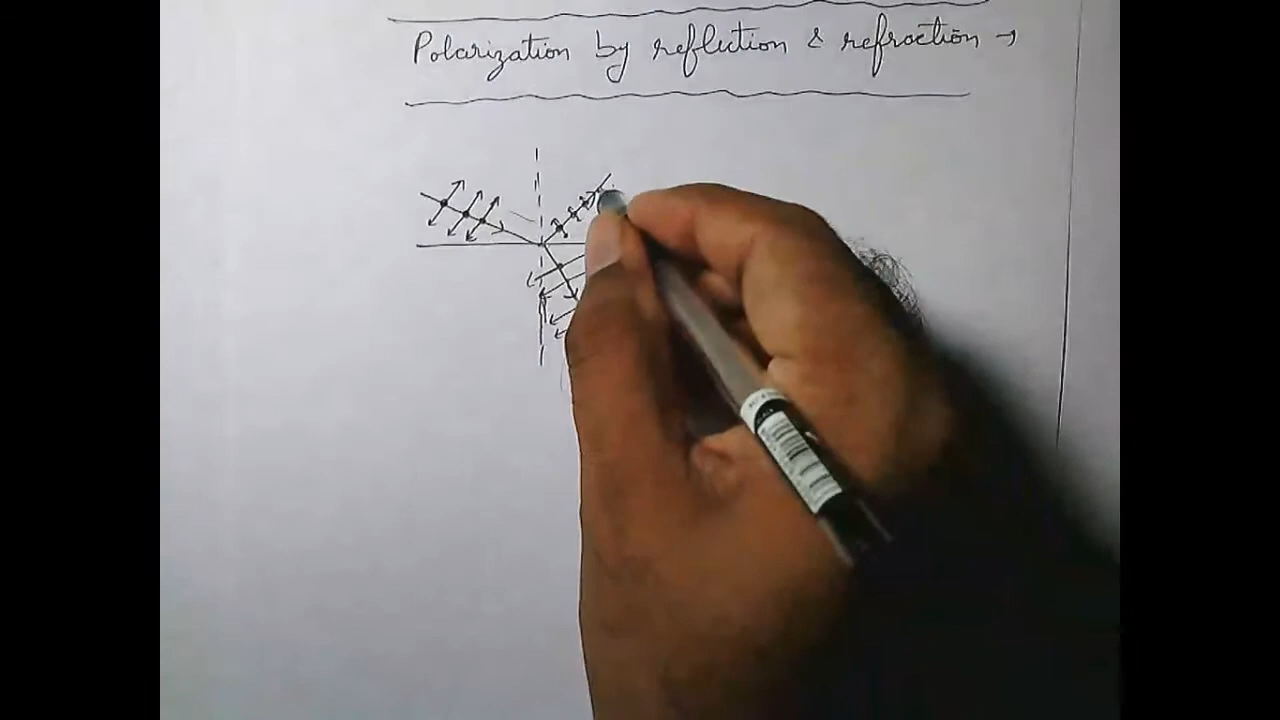 Polarization by reflection & refraction →